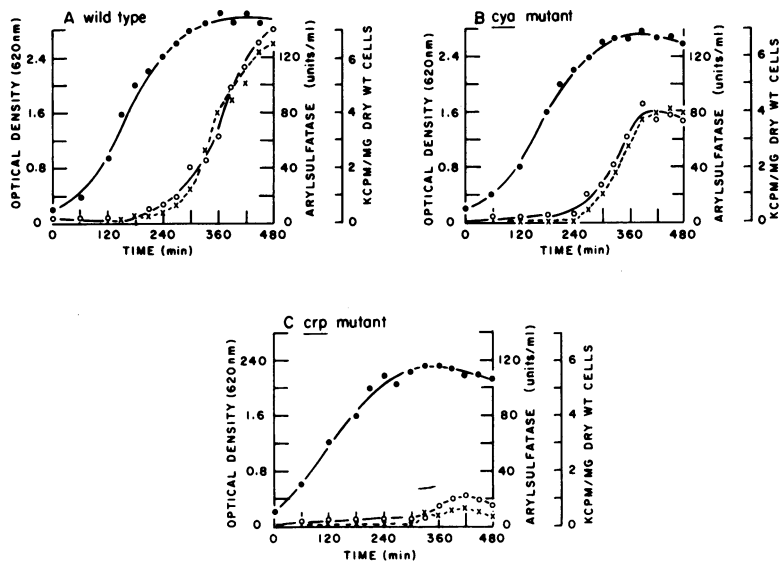 A wild type
OPTICAL DENSITY (620nm)
2.4
1.6
0.8
0
0 120 240 360 480
TIME (min)
120
80
40
0
ARYLSULFATASE (units/ml)
6
4
2
0
KCPM/MG DRY WT CELLS
B cya mutant
OPTICAL DENSITY (620nm)
2.4
1.6
0.8
0
0 120 240 360 480
TIME (min)
120
80
40
0
ARYLSULFATASE (units/ml)
6
4
2
0
KCPM/MG DRY WT CELLS
C crp mutant
OPTICAL DENSITY (620nm)
240
1.6
0.8
0
0 120 240 360 480
TIME (min)
120
80
40
0
ARYLSULFATASE (units/ml)
6
4
2
0
KCPM/MG DRY WT CELLS